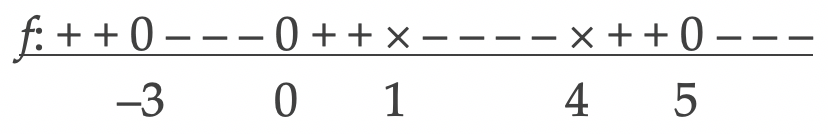 f: + + 0 – – – 0 + + × – – – – × + + 0 – – –
–3 0 1 4 5